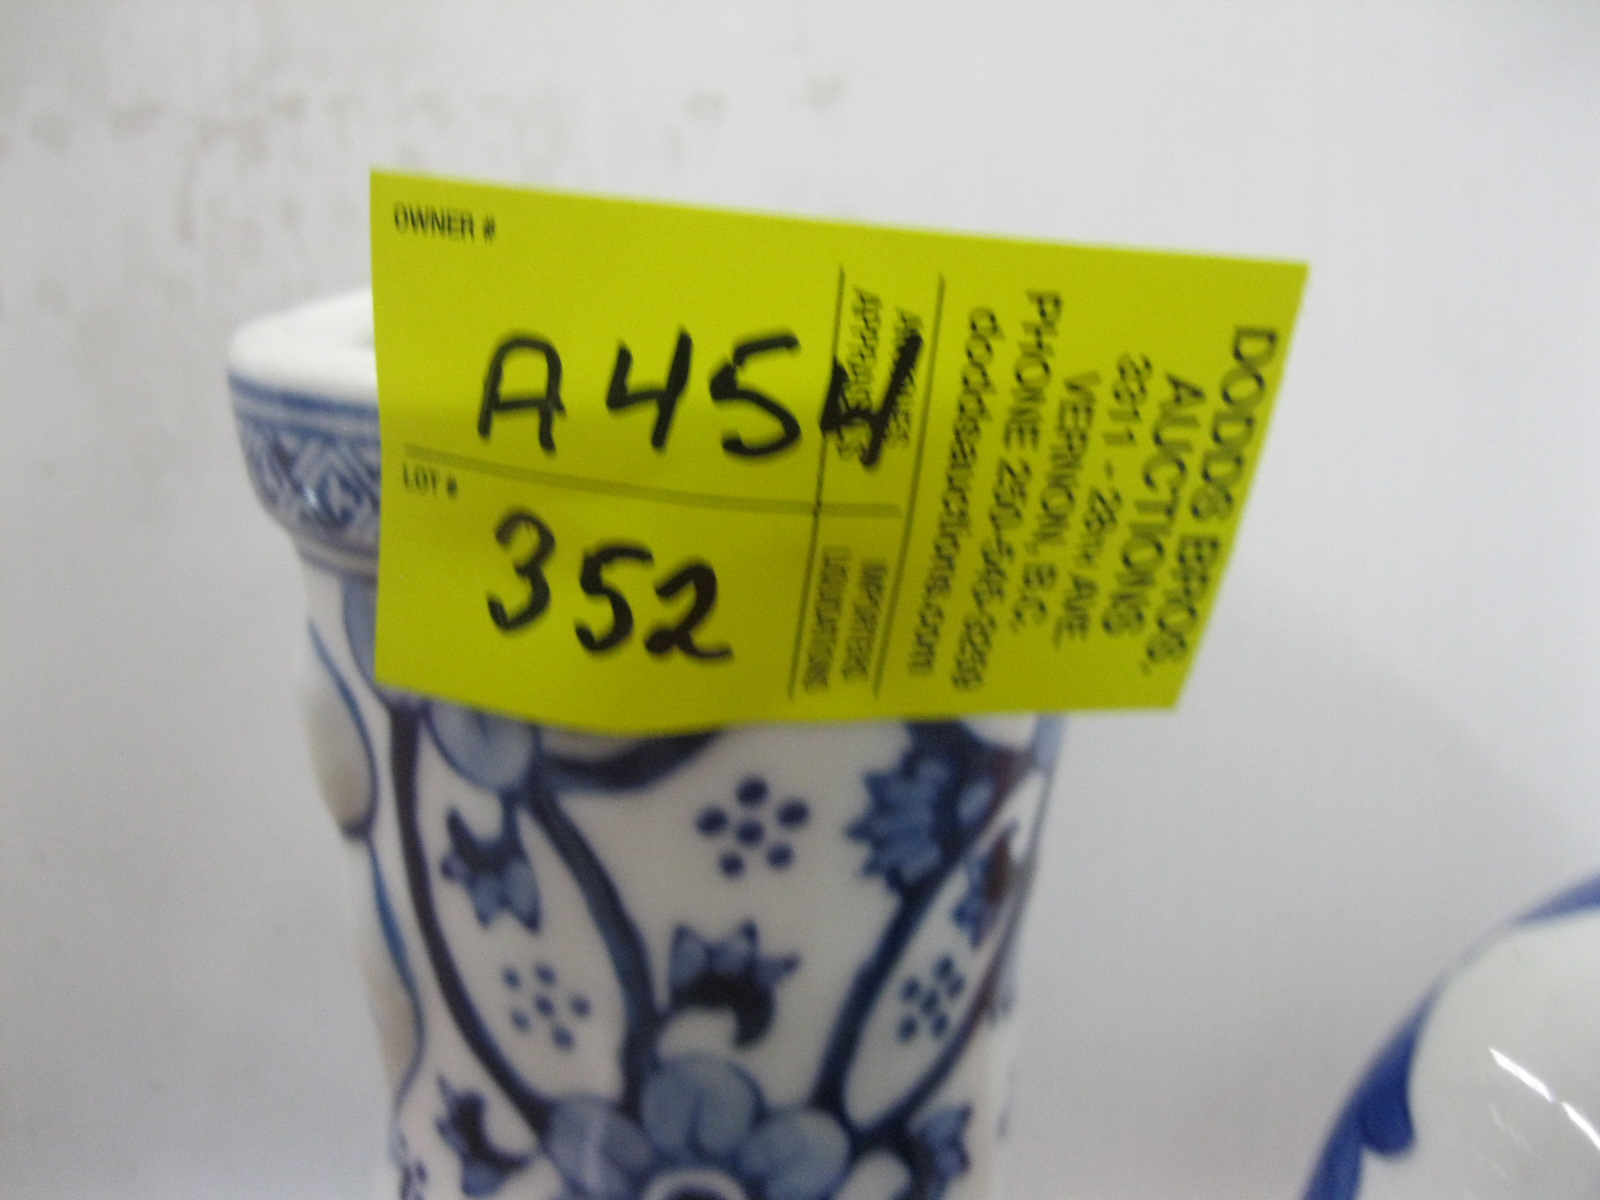 OWNER #
A454
LOT #
352
ANTIQUES
APPRAISALS
IMPORTERS
LIQUIDATIONS
DODDS BROS.
AUCTIONS
3311 - 28TH AVE.
VERNON, B.C.
PHONE 250-545-3259
doddsauctions.com